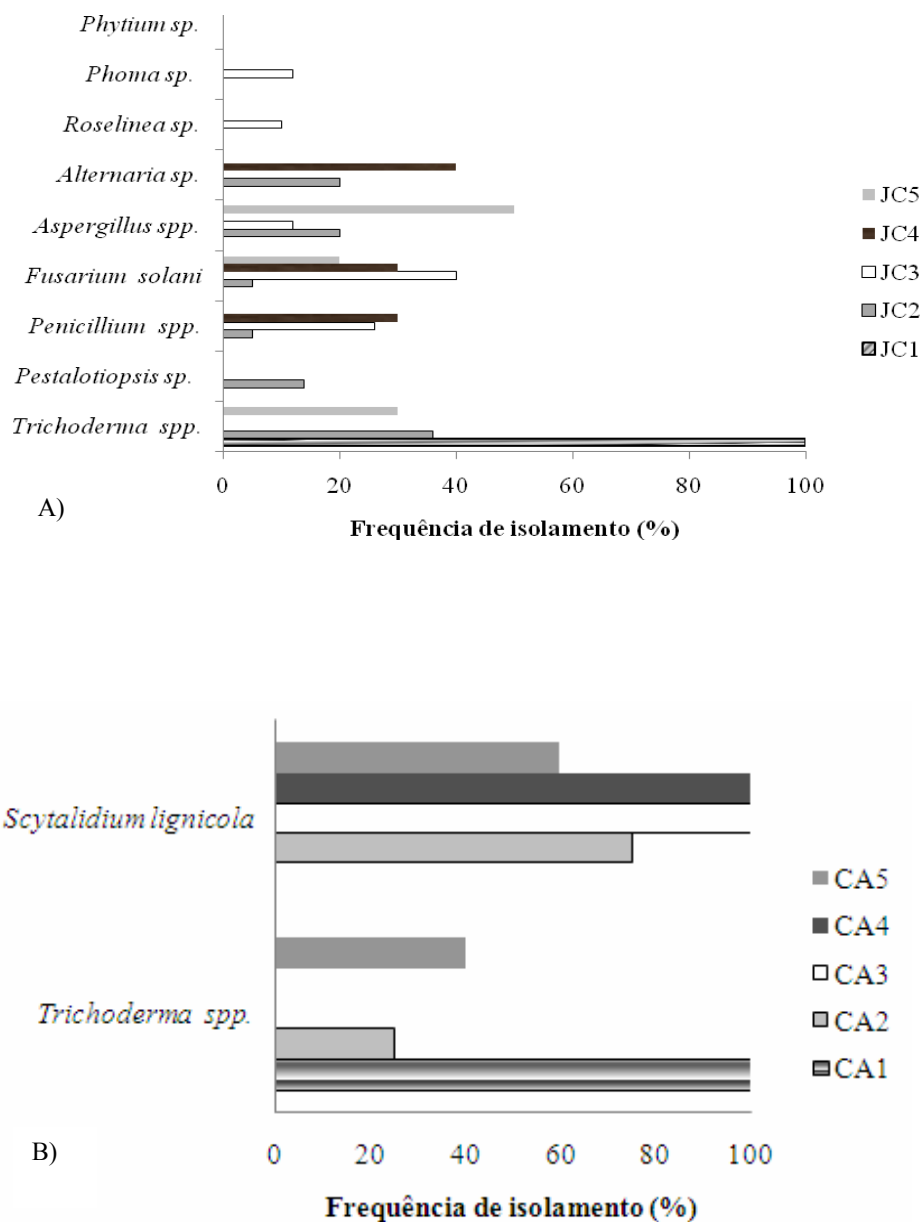 Phytium sp.
Phoma sp.
Roselinea sp.
Alternaria sp.
Aspergillus spp.
Fusarium solani
Penicillium spp.
Pestalotiopsis sp.
Trichoderma spp.
0 20 40 60 80 100
Frequência de isolamento (%)
JC5
JC4
JC3
JC2
JC1
A)
Scytalidium lignicola
Trichoderma spp.
0 20 40 60 80 100
Frequência de isolamento (%)
CA5
CA4
CA3
CA2
CA1
B)